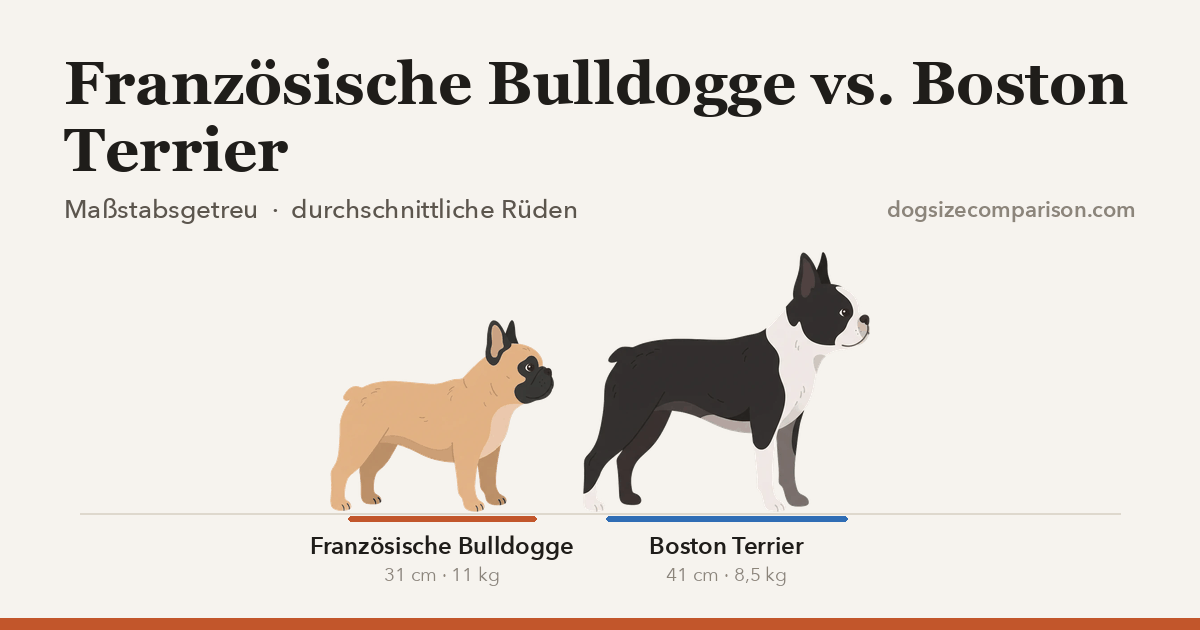 Französische Bulldogge vs. Boston
Terrier
Maßstabsgetreu · durchschnittliche Rüden
dogsizecomparison.com
Französische Bulldogge
31 cm · 11 kg
Boston Terrier
41 cm · 8,5 kg